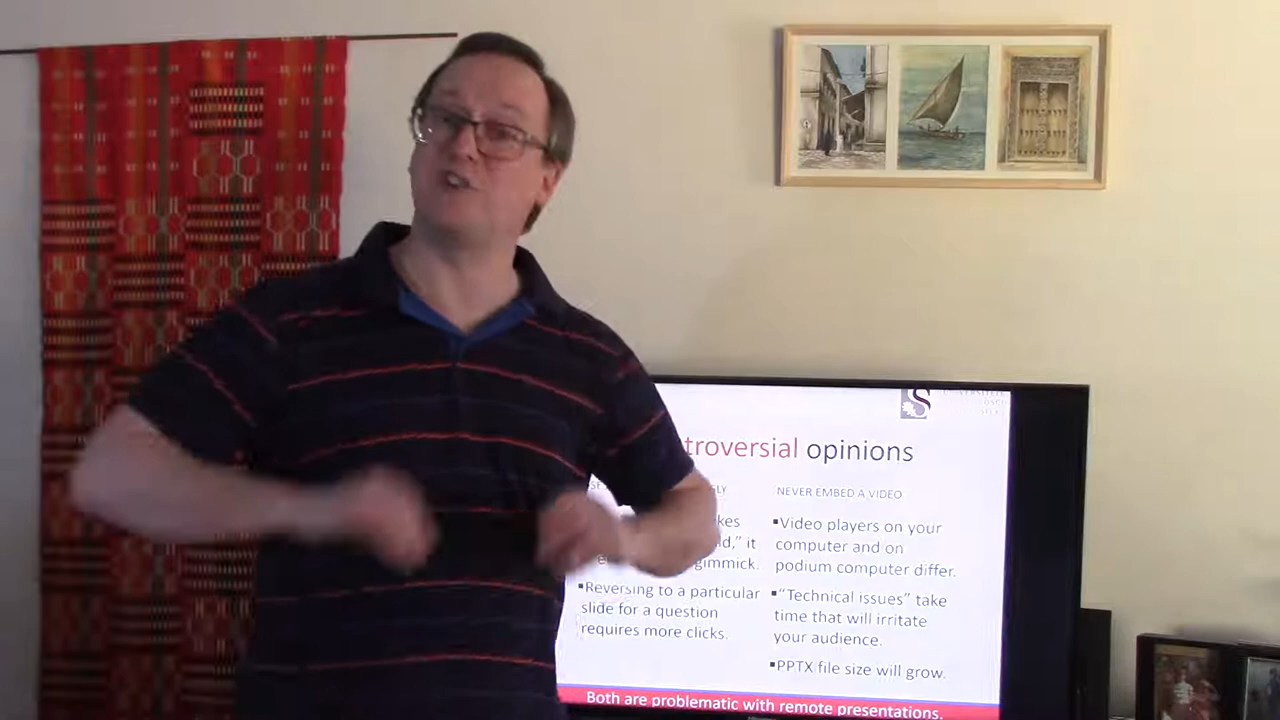 troversial opinions
NEVER EMBED A VIDEO
▪Video players on your
computer and on
podium computer differ.
▪“Technical issues” take
time that will irritate
your audience.
▪PPTX file size will grow.
it
gimmick.
▪Reversing to a particular
slide for a question
requires more clicks.
Both are problematic with remote presentations.